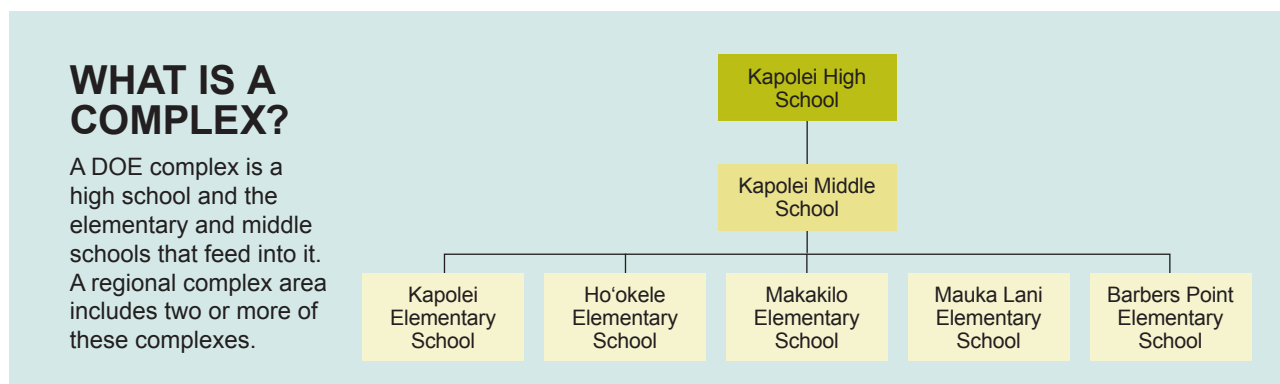 WHAT IS A
COMPLEX?
A DOE complex is a
high school and the
elementary and middle
schools that feed into it.
A regional complex area
includes two or more of
these complexes.
Kapolei High
School
Kapolei Middle
School
Kapolei
Elementary
School
Ho‘okele
Elementary
School
Makakilo
Elementary
School
Mauka Lani
Elementary
School
Barbers Point
Elementary
School